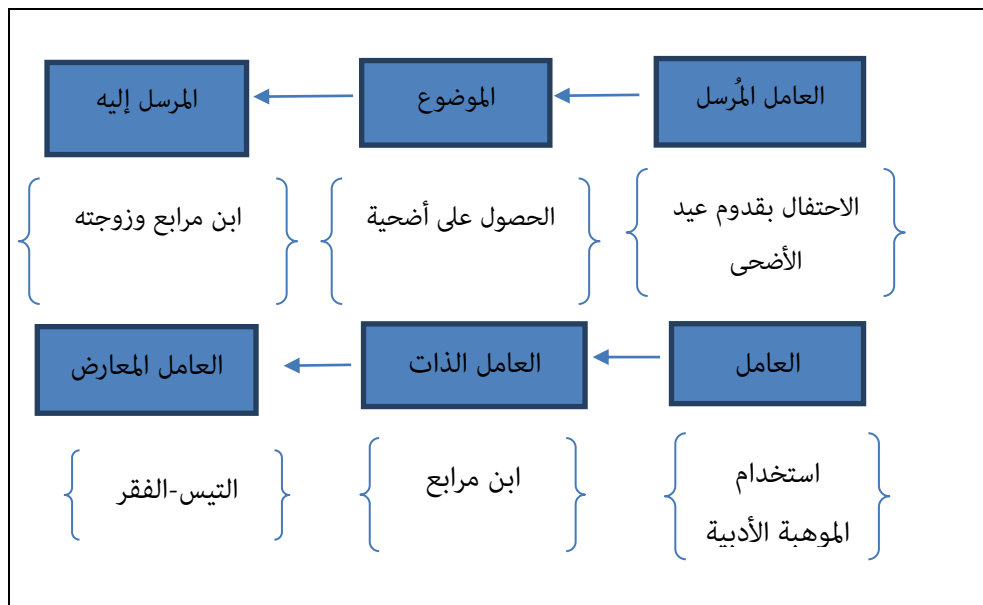 العامل المُرسل
الموضوع
المرسل إليه
الاحتفال بقدوم عيد
الأضحى
الحصول على أضحية
ابن مرابع وزوجته
العامل
العامل الذات
العامل المعارض
استخدام
الموهبة الأدبية
ابن مرابع
التيس-الفقر